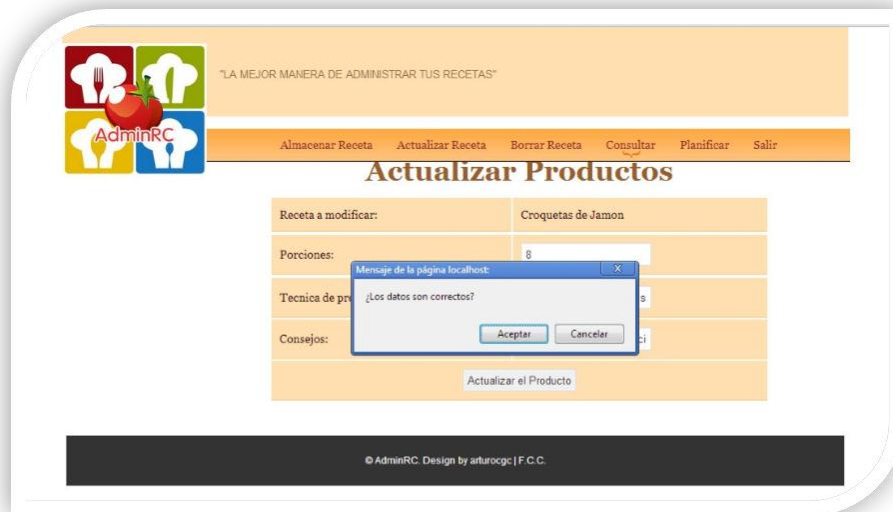 "LA MEJOR MANERA DE ADMINISTRAR TUS RECETAS"
AdminRC
Almacenar Receta Actualizar Receta Borrar Receta Consultar Planificar Salir
Actualizar Productos
Receta a modificar: Croquetas de Jamon
Porciones: 8
Mensaje de la página localhost: X
Tecnica de
¿Los datos son correctos?
Consejos:
Aceptar Cancelar
Actualizar el Producto
© AdminRC. Design by arturocgc | F.C.C.